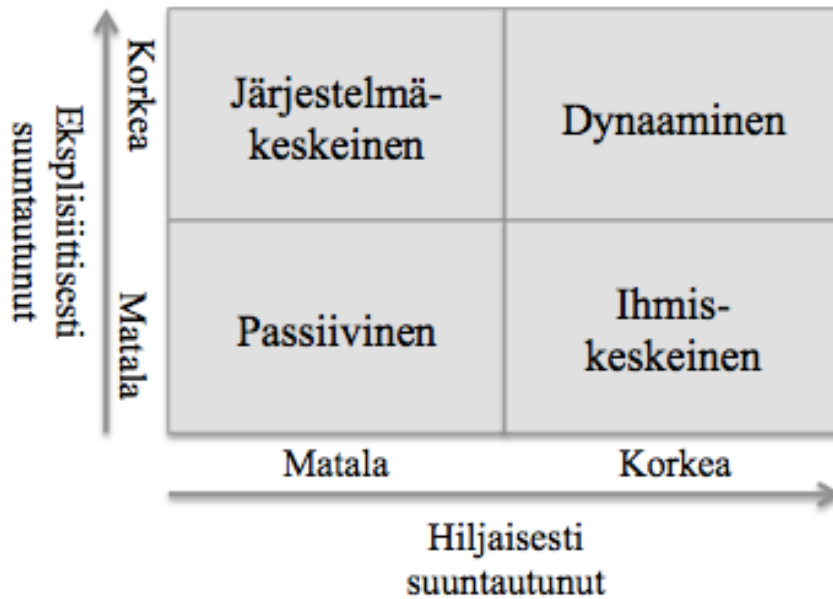 Eksplisiittisesti
suuntautunut
Korkea
Matala
Järjestelmä-
keskeinen
Dynaaminen
Passiivinen
Ihmis-
keskeinen
Matala
Korkea
Hiljaisesti
suuntautunut